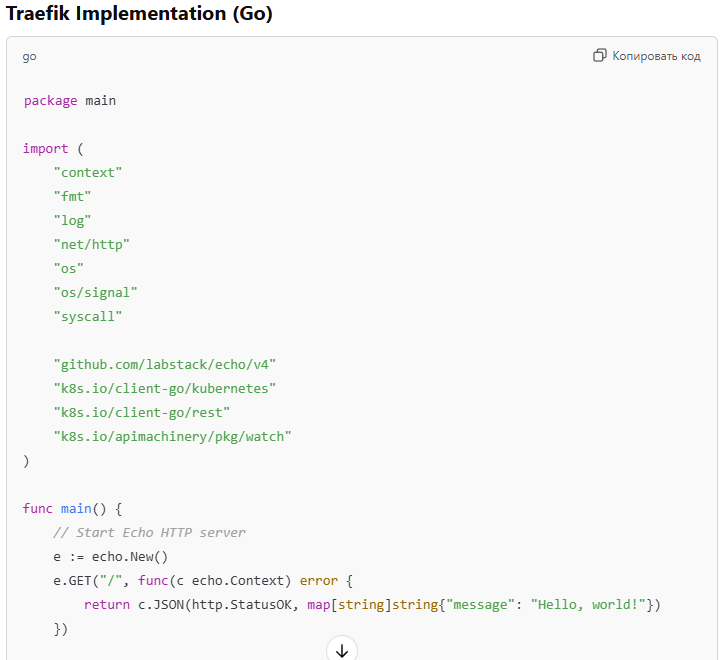 Traefik Implementation (Go)
go
Копировать код
package main
import (
"context"
"fmt"
"log"
"net/http"
"os"
"os/signal"
"syscall"
"github.com/labstack/echo/v4"
"k8s.io/client-go/kubernetes"
"k8s.io/client-go/rest"
"k8s.io/apimachinery/pkg/watch"
)
func main() {
// Start Echo HTTP server
e := echo.New()
e.GET("/", func(c echo.Context) error {
return c.JSON(http.StatusOK, map[string]string{"message": "Hello, world!"})
})